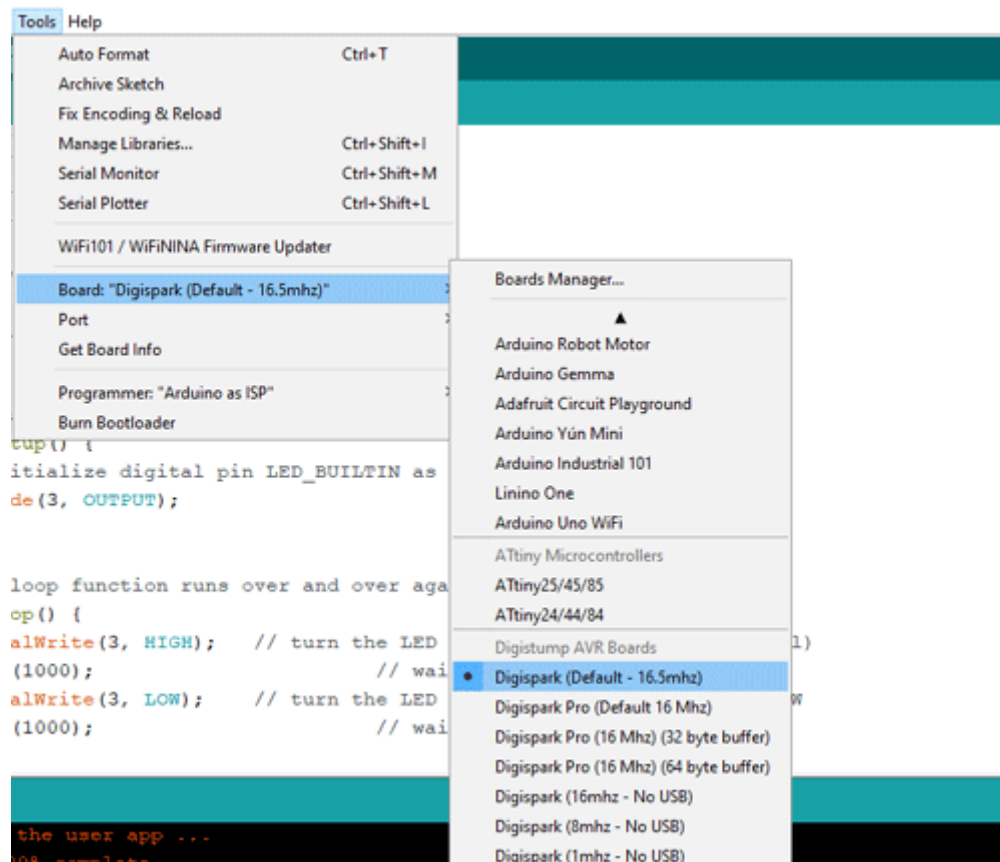 Tools Help
Auto Format Ctrl+T
Archive Sketch
Fix Encoding & Reload
Manage Libraries... Ctrl+Shift+I
Serial Monitor Ctrl+Shift+M
Serial Plotter Ctrl+Shift+L
WiFi101 / WiFiNINA Firmware Updater
Board: "Digispark (Default - 16.5mhz)"
Port
Get Board Info
Programmer: "Arduino as ISP"
Burn Bootloader
Boards Manager...
Arduino Robot Motor
Arduino Gemma
Adafruit Circuit Playground
Arduino Yún Mini
Arduino Industrial 101
Linino One
Arduino Uno WiFi
ATtiny Microcontrollers
ATtiny25/45/85
ATtiny24/44/84
Digistump AVR Boards
Digispark (Default - 16.5mhz)
Digispark Pro (Default 16 Mhz)
Digispark Pro (16 Mhz) (32 byte buffer)
Digispark Pro (16 Mhz) (64 byte buffer)
Digispark (16mhz - No USB)
Digispark (8mhz - No USB)
Digispark (1mhz - No USB)
tup() {
itialize digital pin LED_BUILTIN as
de(3, OUTPUT);
loop function runs over and over aga
op() {
alWrite(3, HIGH); // turn the LED l)
(1000); // wai
alWrite(3, LOW); // turn the LED W
(1000); // wai
the user app ...